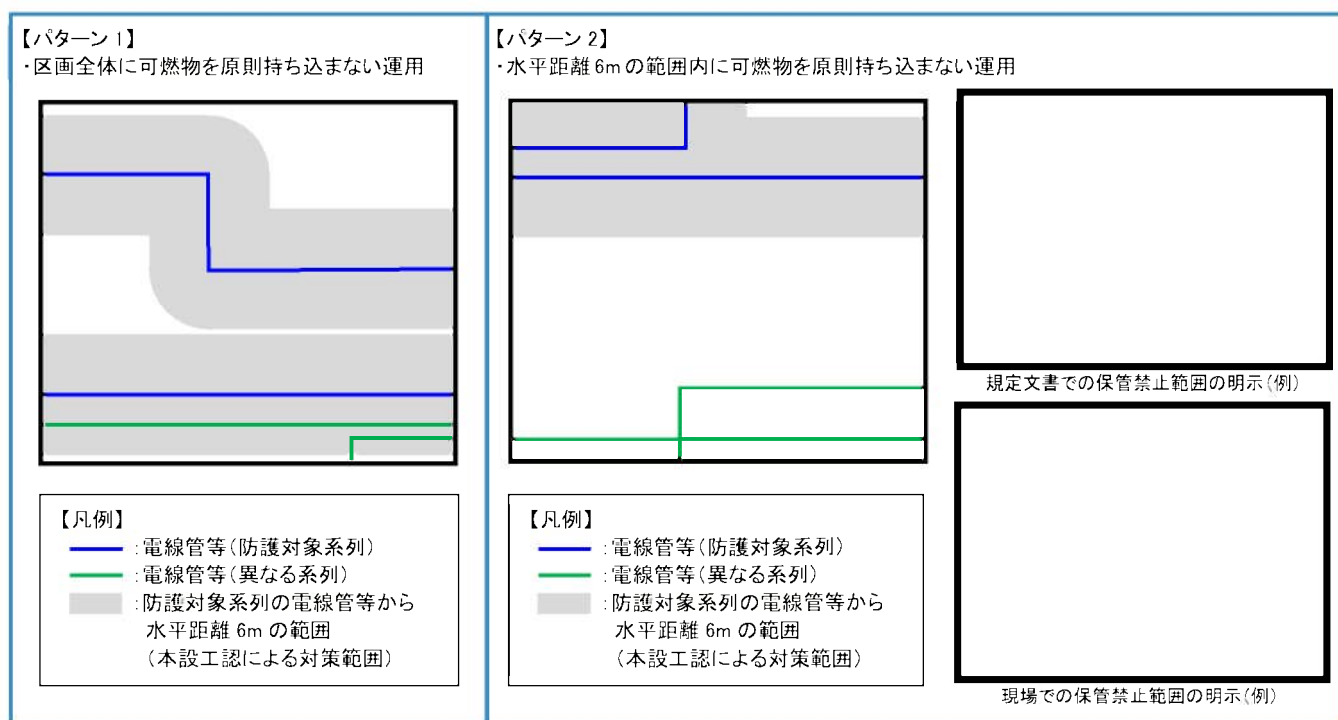 【パターン 1】
・区画全体に可燃物を原則持ち込まない運用
【凡例】
：電線管等（防護対象系列）
：電線管等（異なる系列）
：防護対象系列の電線管等から
水平距離 6m の範囲
（本設工認による対策範囲）
【パターン 2】
・水平距離 6m の範囲内に可燃物を原則持ち込まない運用
【凡例】
：電線管等（防護対象系列）
：電線管等（異なる系列）
：防護対象系列の電線管等から
水平距離 6m の範囲
（本設工認による対策範囲）
規定文書での保管禁止範囲の明示（例）
現場での保管禁止範囲の明示（例）